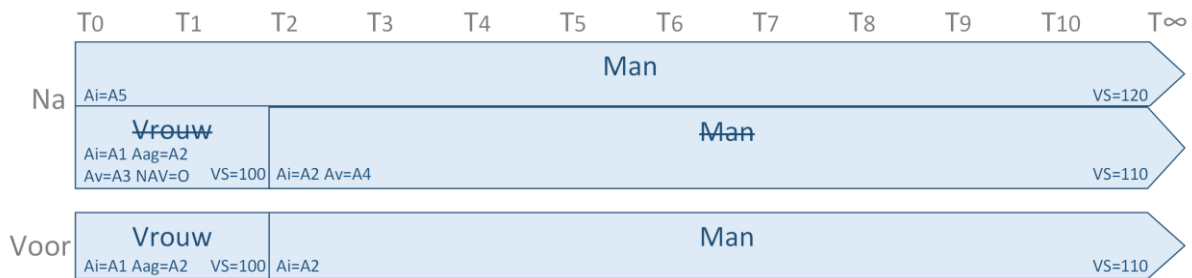 T0 T1 T2 T3 T4 T5 T6 T7 T8 T9 T10 T∞
Na
Man
Ai=A5 VS=120
Vrouw Man
Ai=A1 Aag=A2
Av=A3 NAV=O VS=100 Ai=A2 Av=A4 VS=110
Voor
Vrouw Man
Ai=A1 Aag=A2 VS=100 Ai=A2 VS=110